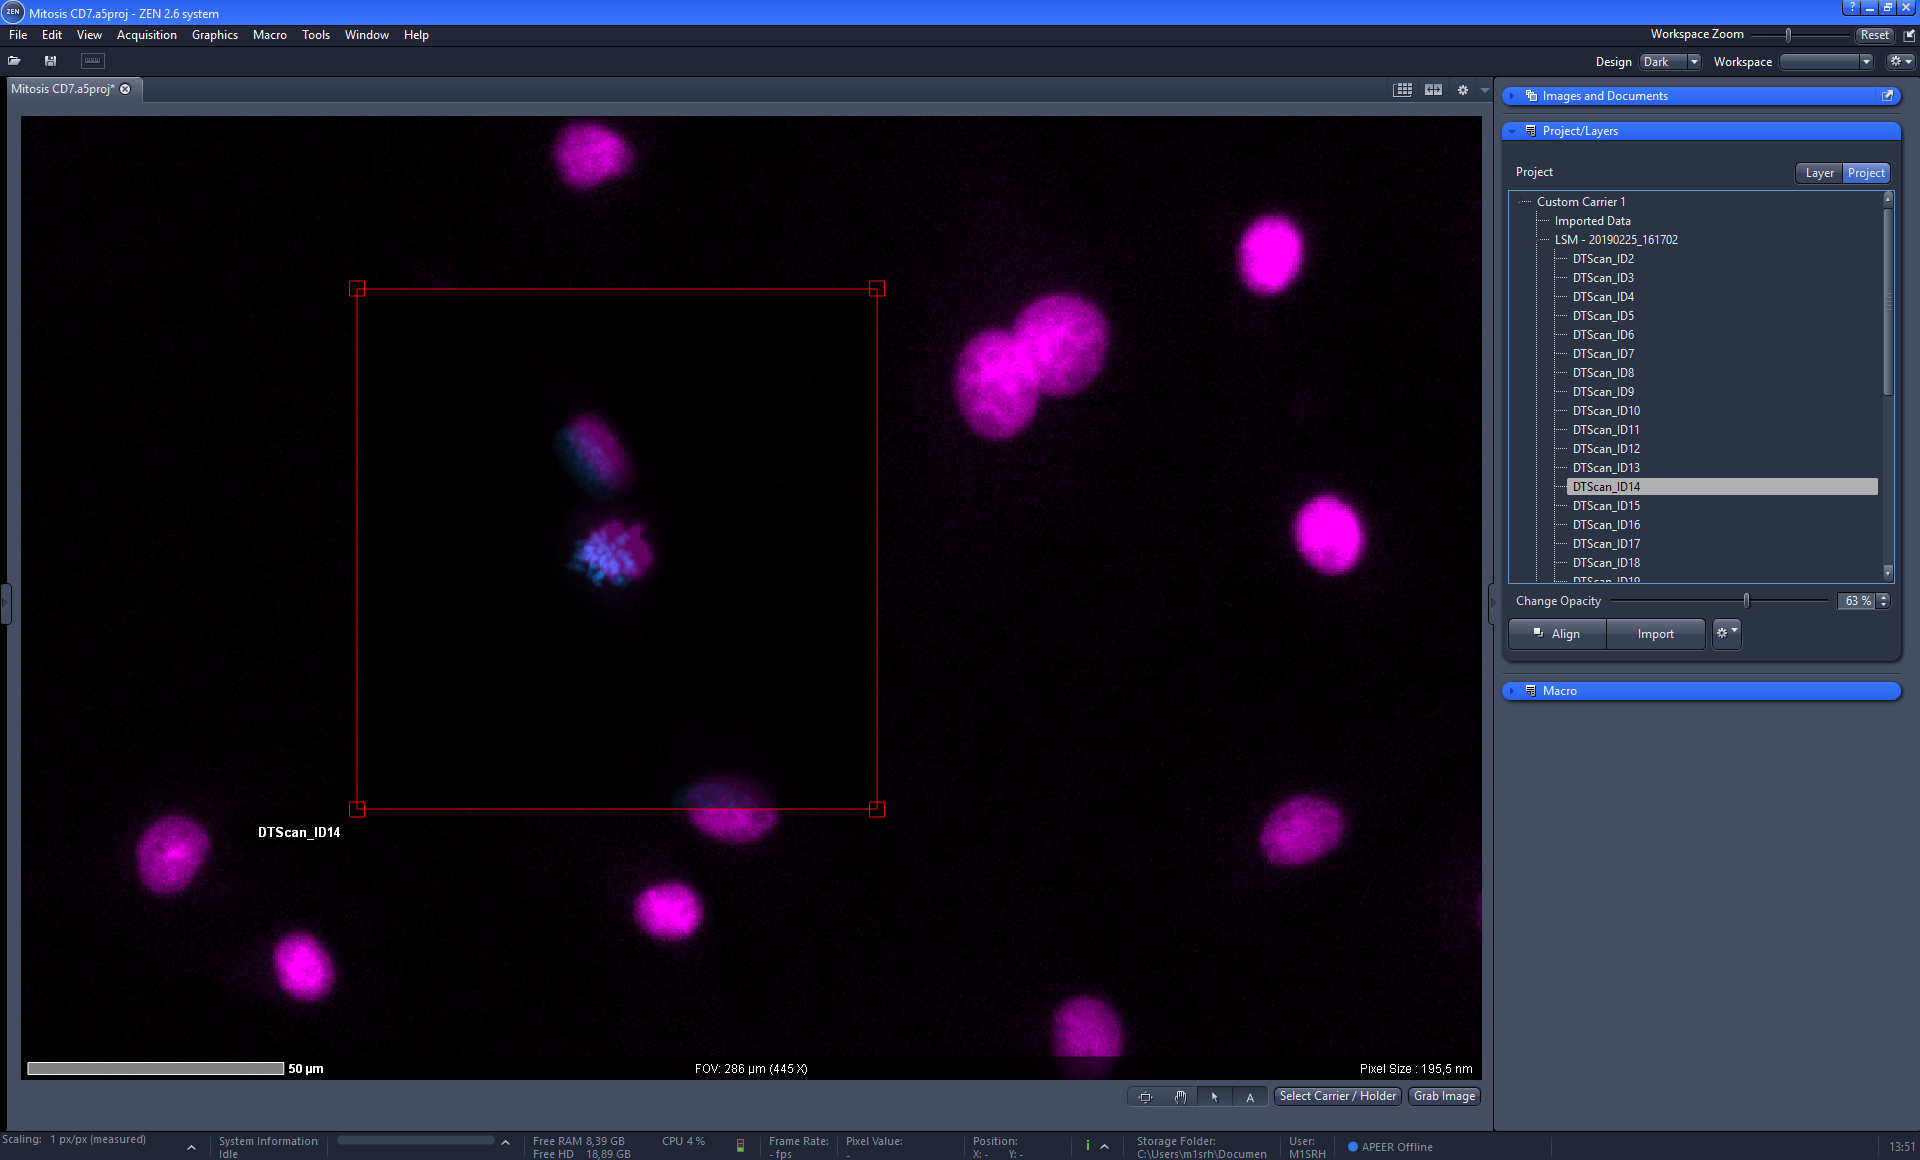 ZEN Mitosis CD7.a5proj - ZEN 2.6 system
File Edit View Acquisition Graphics Macro Tools Window Help
Workspace Zoom Reset
Design Dark Workspace
Mitosis CD7.a5proj*
Images and Documents
Project/Layers
Project Layer Project
Custom Carrier 1
Imported Data
LSM - 20190225_161702
DTScan_ID2
DTScan_ID3
DTScan_ID4
DTScan_ID5
DTScan_ID6
DTScan_ID7
DTScan_ID8
DTScan_ID9
DTScan_ID10
DTScan_ID11
DTScan_ID12
DTScan_ID13
DTScan_ID14
DTScan_ID15
DTScan_ID16
DTScan_ID17
DTScan_ID18
DTScan_ID19
Change Opacity 63 %
Align Import
Macro
DTScan_ID14
50 µm
FOV: 286 µm (445 X)
Pixel Size : 195,5 nm
A Select Carrier / Holder Grab Image
Scaling: 1 px/px (measured)
System Information:
Idle
Free RAM 8,39 GB
Free HD 18,89 GB
CPU 4 %
Frame Rate:
- fps
Pixel Value:
-
Position:
X: - Y: -
i
Storage Folder:
C:\Users\m1srh\Documen
User:
M1SRH
APEER Offline
13:51